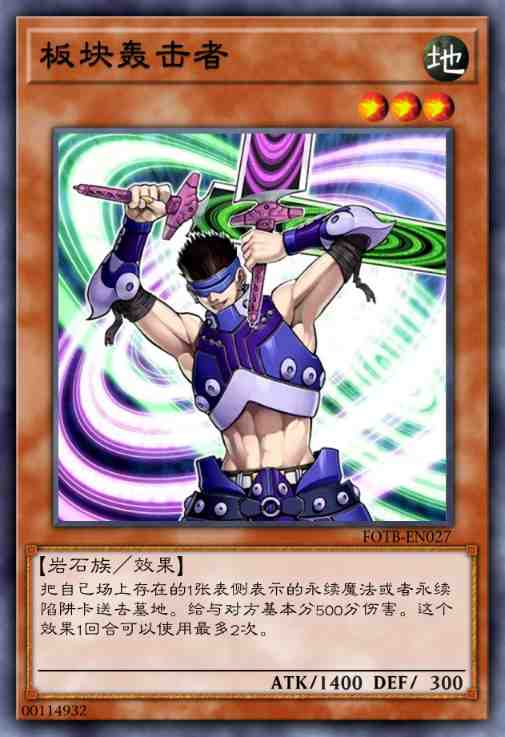 板块轰击者
地
FOTB-EN027
【岩石族／效果】
把自己场上存在的1张表侧表示的永续魔法或者永续
陷阱卡送去墓地。给与对方基本分500分伤害。这个
效果1回合可以使用最多2次。
ATK/1400 DEF/ 300
00114932